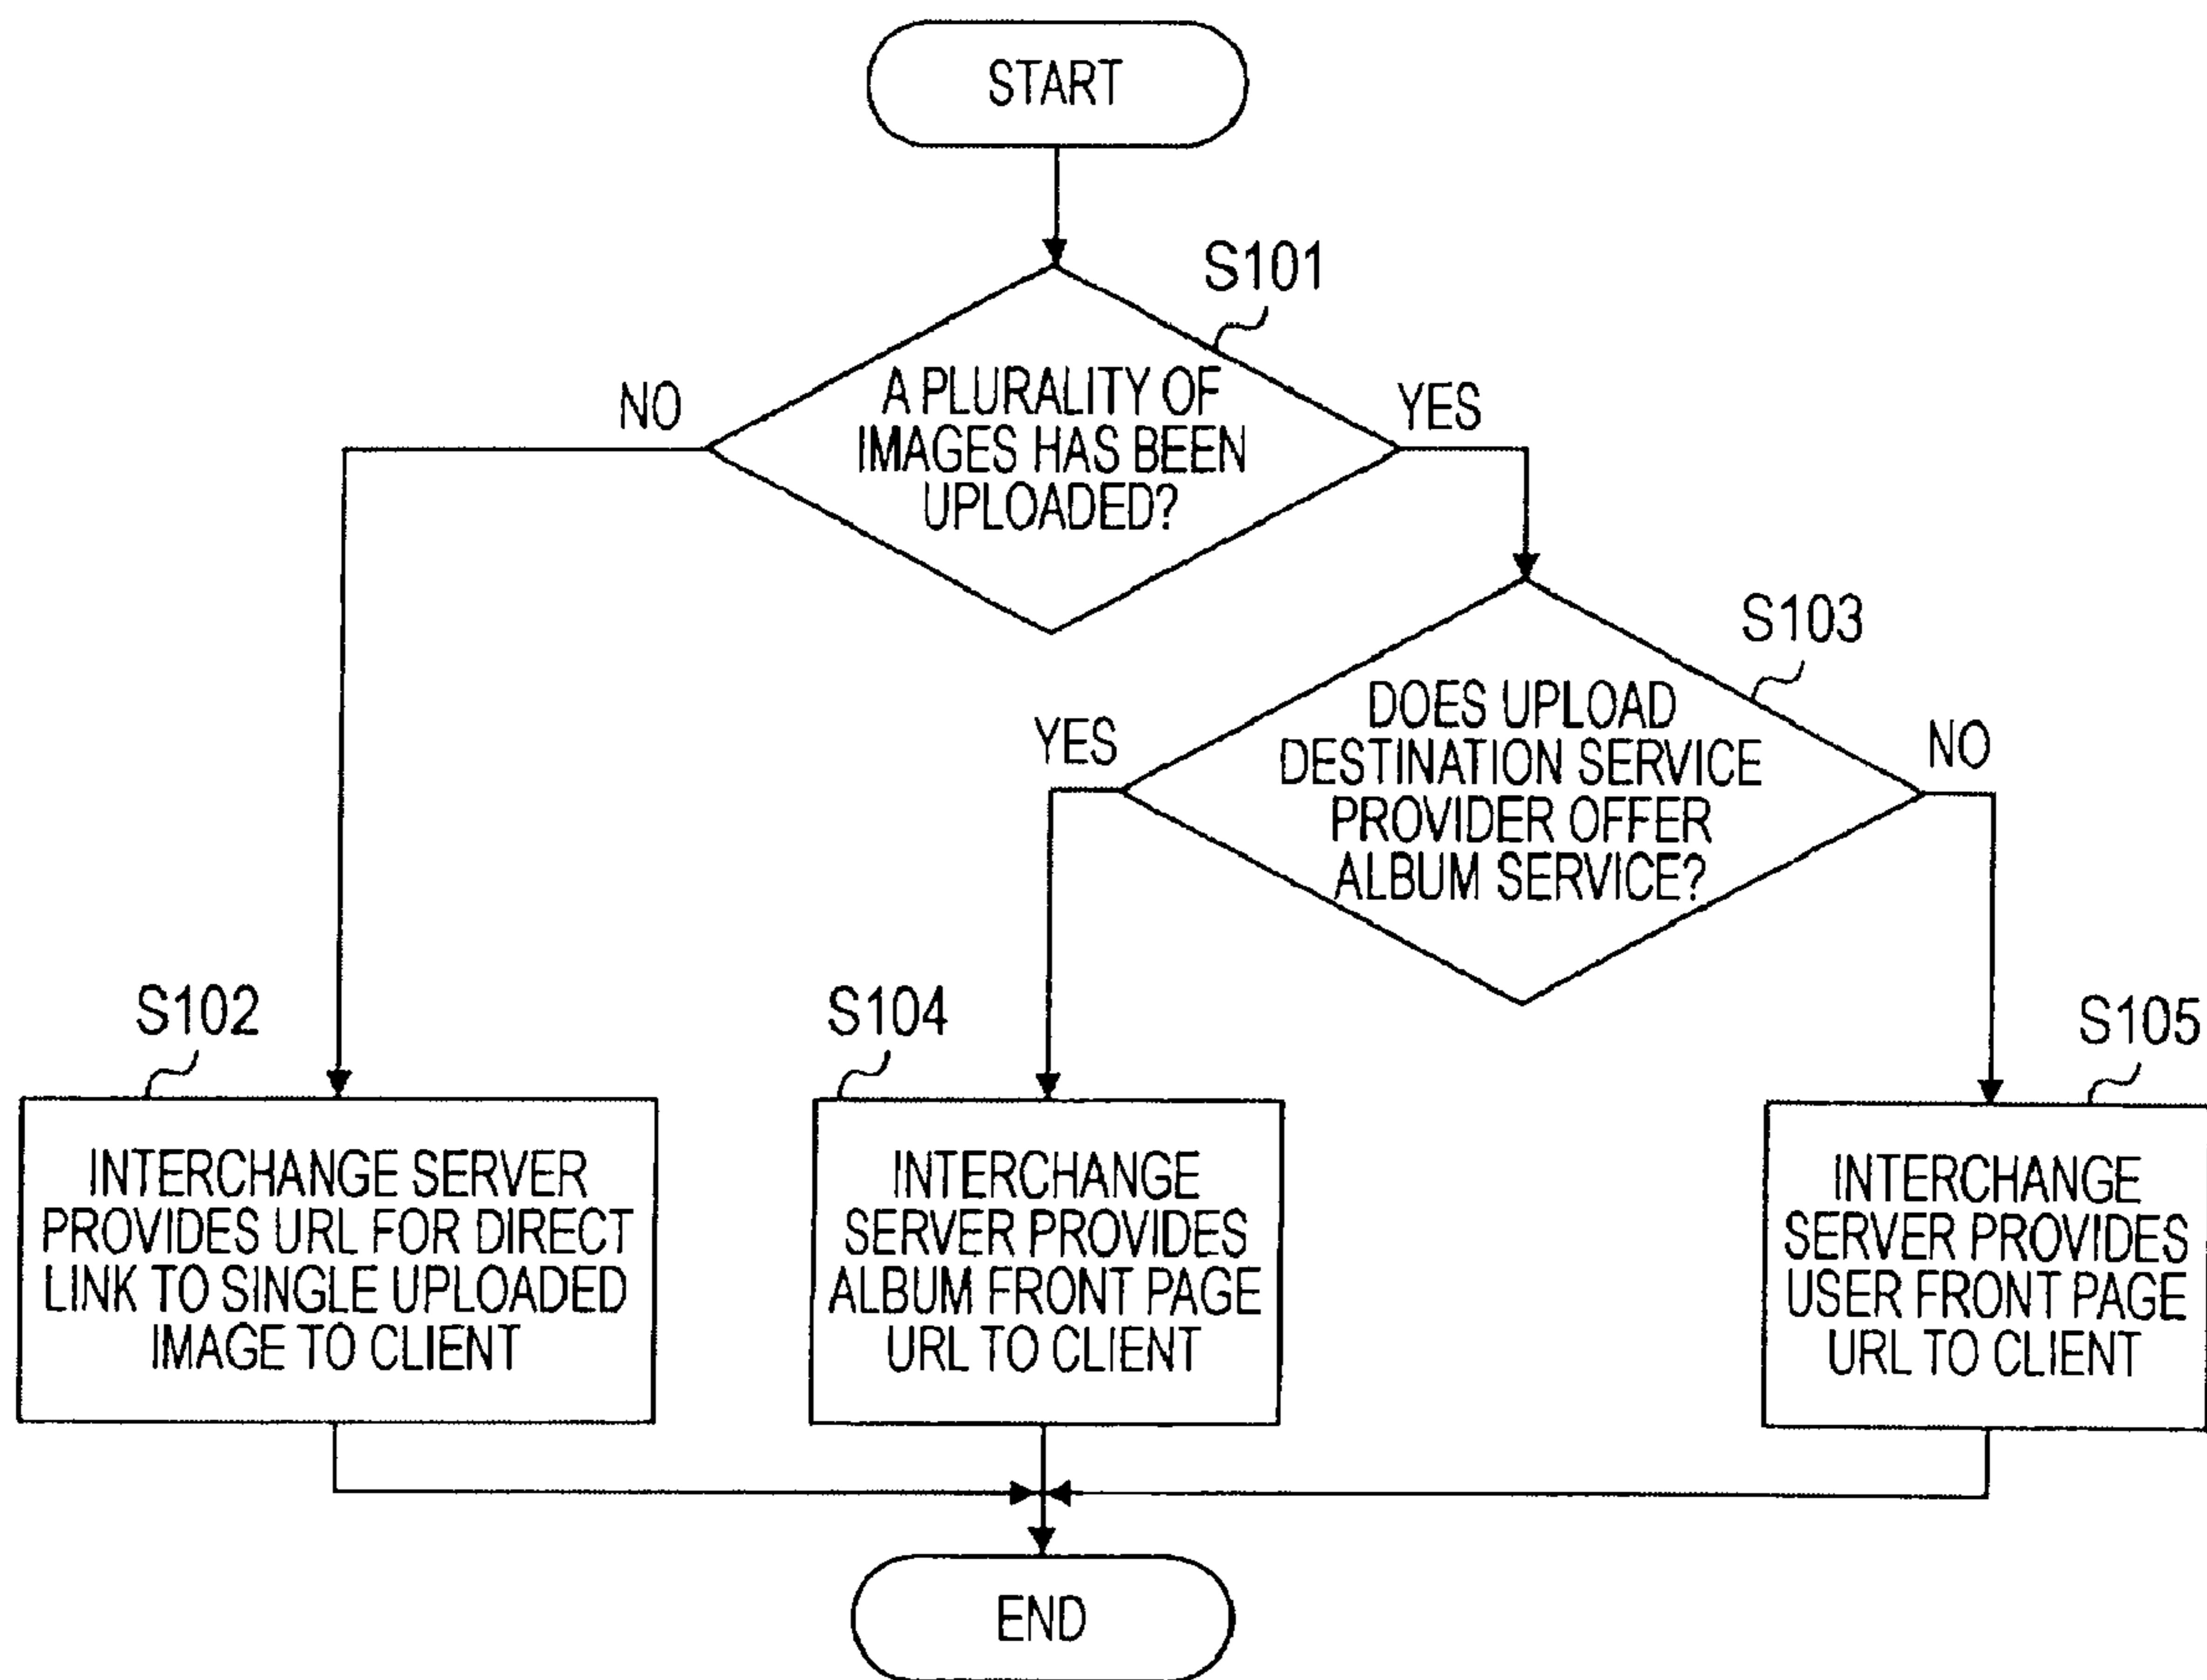 START
S101
A PLURALITY OF
IMAGES HAS BEEN
UPLOADED?
NO
YES
S103
DOES UPLOAD
DESTINATION SERVICE
PROVIDER OFFER
ALBUM SERVICE?
YES
NO
S102
INTERCHANGE SERVER
PROVIDES URL FOR DIRECT
LINK TO SINGLE UPLOADED
IMAGE TO CLIENT
S104
INTERCHANGE
SERVER PROVIDES
ALBUM FRONT PAGE
URL TO CLIENT
S105
INTERCHANGE
SERVER PROVIDES
USER FRONT PAGE
URL TO CLIENT
END